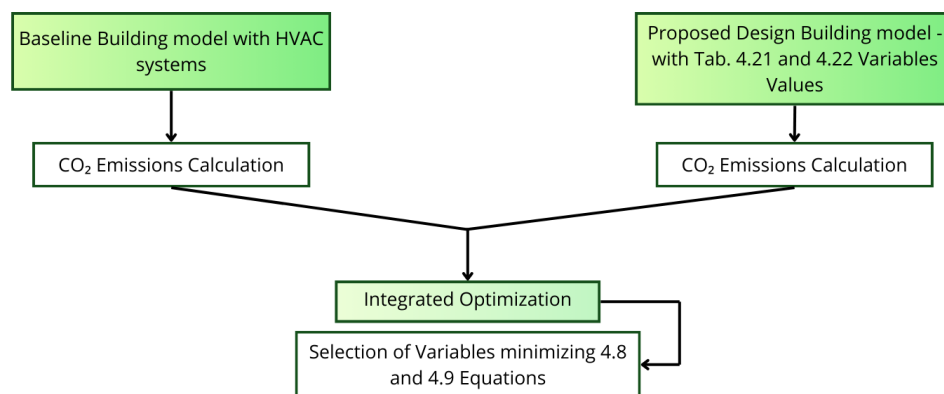 Baseline Building model with HVAC
systems
Proposed Design Building model -
with Tab. 4.21 and 4.22 Variables
Values
CO₂ Emissions Calculation
CO₂ Emissions Calculation
Integrated Optimization
Selection of Variables minimizing 4.8
and 4.9 Equations